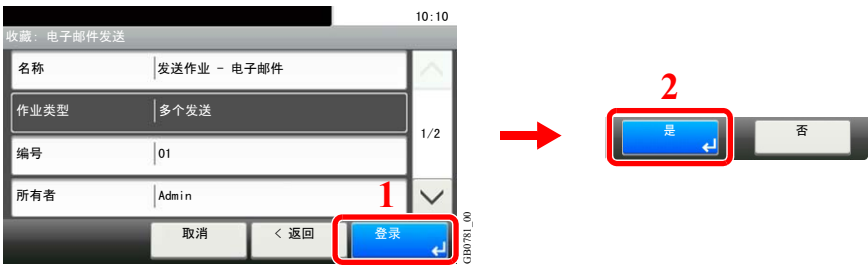 10:10
收藏: 电子邮件发送
名称 发送作业 - 电子邮件
作业类型 多个发送
编号 01
所有者 Admin
1/2
1
取消 < 返回 登录
GB0781_00
2
是 否